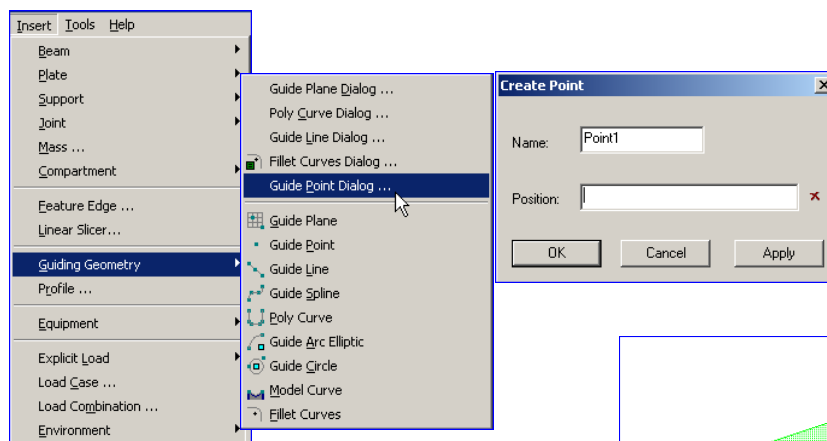 Insert Tools Help
Beam
Plate
Support
Joint
Mass ...
Compartment
Feature Edge ...
Linear Slicer...
Guiding Geometry
Profile ...
Equipment
Explicit Load
Load Case ...
Load Combination ...
Environment
Guide Plane Dialog ...
Poly Curve Dialog ...
Guide Line Dialog ...
Fillet Curves Dialog ...
Guide Point Dialog ...
Guide Plane
Guide Point
Guide Line
Guide Spline
Poly Curve
Guide Arc Elliptic
Guide Circle
Model Curve
Fillet Curves
Create Point
Name: Point1
Position:
OK Cancel Apply